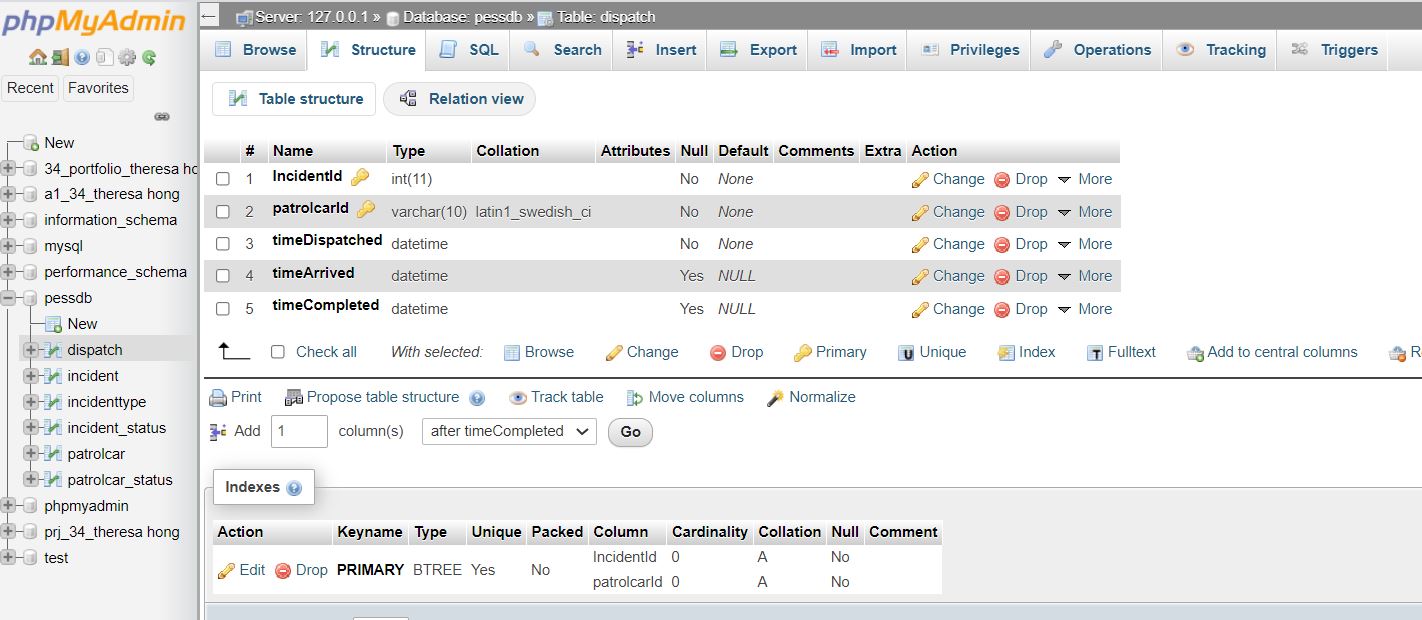 phpMyAdmin
Recent Favorites
New
34_portfolio_theresa ho
a1_34_theresa hong
information_schema
mysql
performance_schema
pessdb
New
dispatch
incident
incidenttype
incident_status
patrolcar
patrolcar_status
phpmyadmin
prj_34_theresa hong
test
Server: 127.0.0.1 » Database: pessdb » Table: dispatch
Browse Structure SQL Search Insert Export Import Privileges Operations Tracking Triggers
Table structure Relation view
# Name Type Collation Attributes Null Default Comments Extra Action
1 IncidentId int(11) No None Change Drop More
2 patrolcarId varchar(10) latin1_swedish_ci No None Change Drop More
3 timeDispatched datetime No None Change Drop More
4 timeArrived datetime Yes NULL Change Drop More
5 timeCompleted datetime Yes NULL Change Drop More
Check all With selected: Browse Change Drop Primary Unique Index Fulltext Add to central columns R
Print Propose table structure Track table Move columns Normalize
Add 1 column(s) after timeCompleted Go
Indexes
Action Keyname Type Unique Packed Column Cardinality Collation Null Comment
Edit Drop PRIMARY BTREE Yes No IncidentId 0 A No
patrolcarId 0 A No